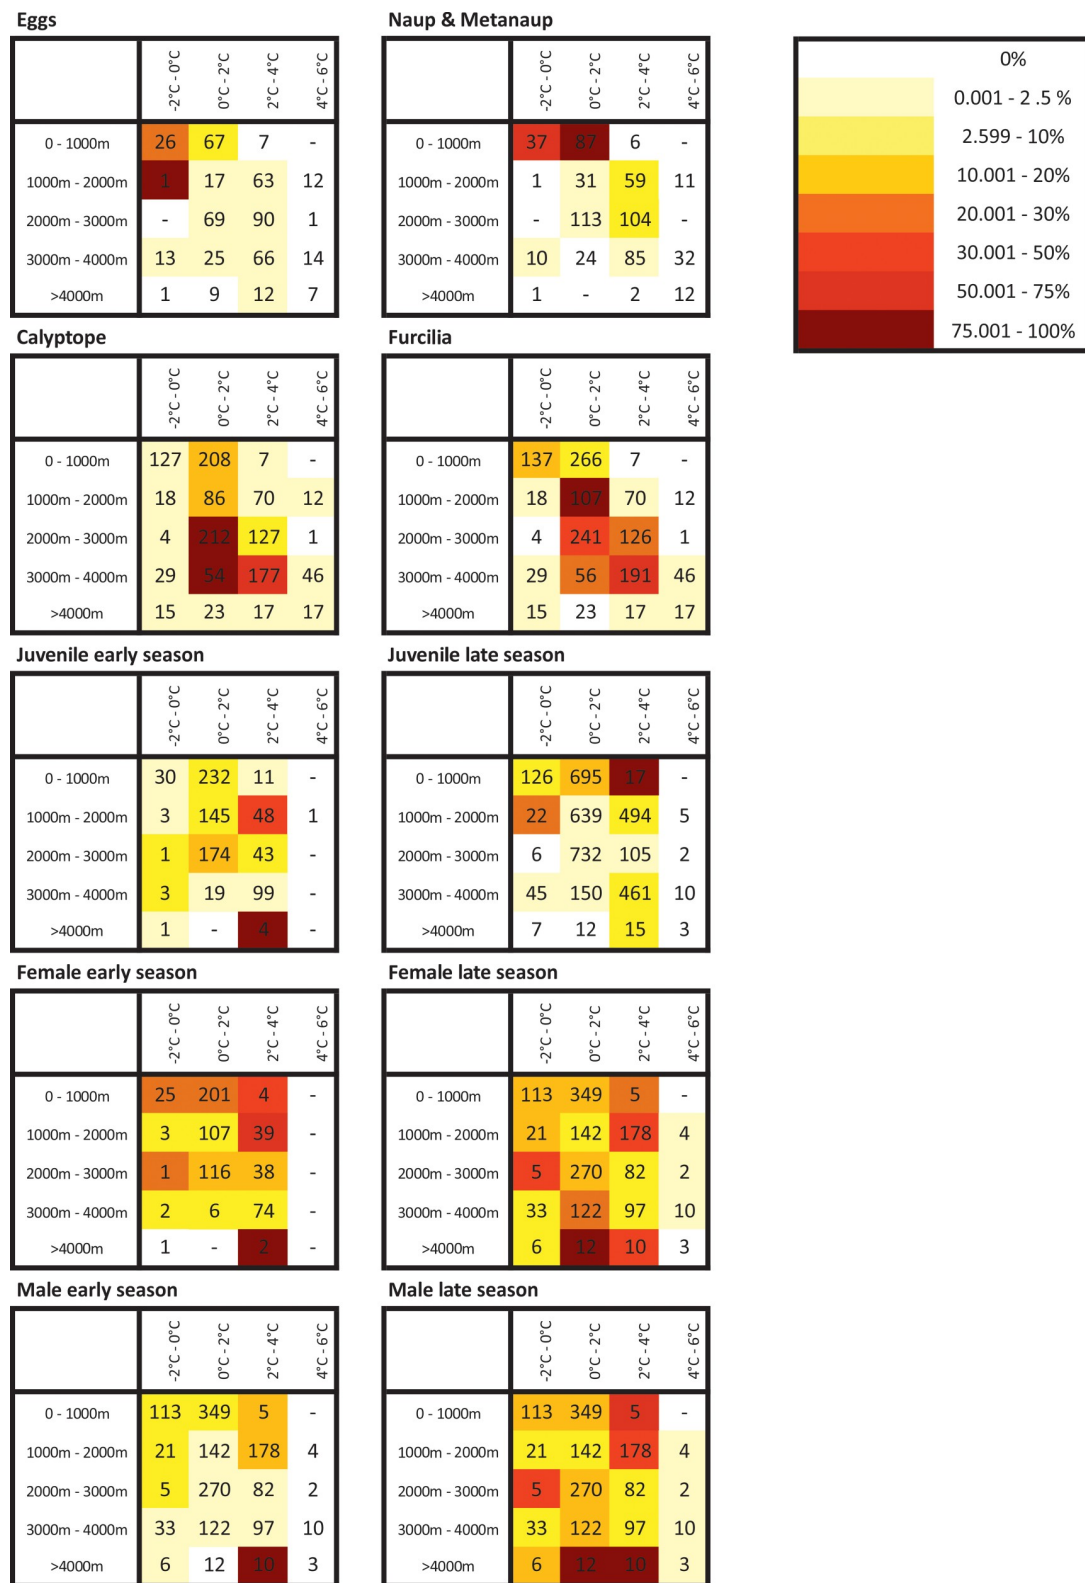 Eggs
-2°C - 0°C 0°C - 2°C 2°C - 4°C 4°C - 6°C
0 - 1000m 26 67 7 -
1000m - 2000m 1 17 63 12
2000m - 3000m - 69 90 1
3000m - 4000m 13 25 66 14
>4000m 1 9 12 7
Naup & Metanaup
-2°C - 0°C 0°C - 2°C 2°C - 4°C 4°C - 6°C
0 - 1000m 37 87 6 -
1000m - 2000m 1 31 59 11
2000m - 3000m - 113 104 -
3000m - 4000m 10 24 85 32
>4000m 1 - 2 12
0%
0.001 - 2 .5 %
2.599 - 10%
10.001 - 20%
20.001 - 30%
30.001 - 50%
50.001 - 75%
75.001 - 100%
Calyptope
-2°C - 0°C 0°C - 2°C 2°C - 4°C 4°C - 6°C
0 - 1000m 127 208 7 -
1000m - 2000m 18 86 70 12
2000m - 3000m 4 212 127 1
3000m - 4000m 29 54 177 46
>4000m 15 23 17 17
Furcilia
-2°C - 0°C 0°C - 2°C 2°C - 4°C 4°C - 6°C
0 - 1000m 137 266 7 -
1000m - 2000m 18 107 70 12
2000m - 3000m 4 241 126 1
3000m - 4000m 29 56 191 46
>4000m 15 23 17 17
Juvenile early season
-2°C - 0°C 0°C - 2°C 2°C - 4°C 4°C - 6°C
0 - 1000m 30 232 11 -
1000m - 2000m 3 145 48 1
2000m - 3000m 1 174 43 -
3000m - 4000m 3 19 99 -
>4000m 1 - 4 -
Juvenile late season
-2°C - 0°C 0°C - 2°C 2°C - 4°C 4°C - 6°C
0 - 1000m 126 695 17 -
1000m - 2000m 22 639 494 5
2000m - 3000m 6 732 105 2
3000m - 4000m 45 150 461 10
>4000m 7 12 15 3
Female early season
-2°C - 0°C 0°C - 2°C 2°C - 4°C 4°C - 6°C
0 - 1000m 25 201 4 -
1000m - 2000m 3 107 39 -
2000m - 3000m 1 116 38 -
3000m - 4000m 2 6 74 -
>4000m 1 - 2 -
Female late season
-2°C - 0°C 0°C - 2°C 2°C - 4°C 4°C - 6°C
0 - 1000m 113 349 5 -
1000m - 2000m 21 142 178 4
2000m - 3000m 5 270 82 2
3000m - 4000m 33 122 97 10
>4000m 6 12 10 3
Male early season
-2°C - 0°C 0°C - 2°C 2°C - 4°C 4°C - 6°C
0 - 1000m 113 349 5 -
1000m - 2000m 21 142 178 4
2000m - 3000m 5 270 82 2
3000m - 4000m 33 122 97 10
>4000m 6 12 10 3
Male late season
-2°C - 0°C 0°C - 2°C 2°C - 4°C 4°C - 6°C
0 - 1000m 113 349 5 -
1000m - 2000m 21 142 178 4
2000m - 3000m 5 270 82 2
3000m - 4000m 33 122 97 10
>4000m 6 12 10 3